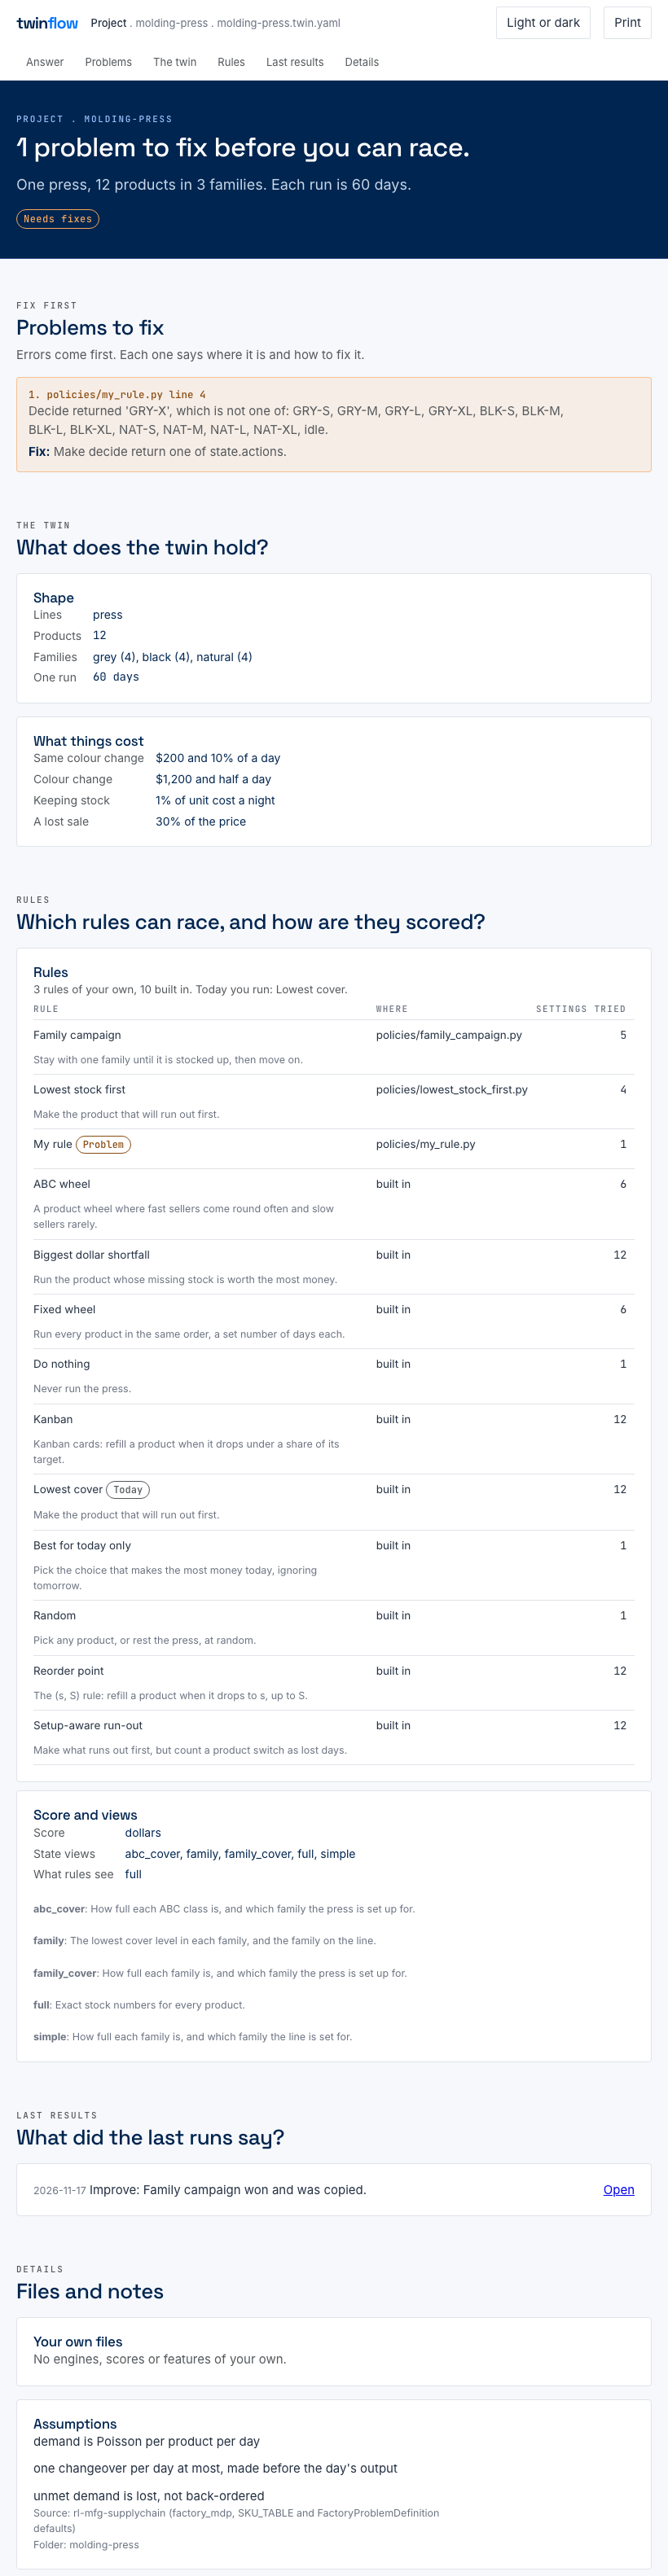 twinflow Project . molding-press . molding-press.twin.yaml Light or dark Print
Answer Problems The twin Rules Last results Details
PROJECT . MOLDING-PRESS
1 problem to fix before you can race.
One press, 12 products in 3 families. Each run is 60 days.
Needs fixes
FIX FIRST
Problems to fix
Errors come first. Each one says where it is and how to fix it.
1. policies/my_rule.py line 4
Decide returned 'GRY-X', which is not one of: GRY-S, GRY-M, GRY-L, GRY-XL, BLK-S, BLK-M,
BLK-L, BLK-XL, NAT-S, NAT-M, NAT-L, NAT-XL, idle.
Fix: Make decide return one of state.actions.
THE TWIN
What does the twin hold?
Shape
Lines press
Products 12
Families grey (4), black (4), natural (4)
One run 60 days
What things cost
Same colour change $200 and 10% of a day
Colour change $1,200 and half a day
Keeping stock 1% of unit cost a night
A lost sale 30% of the price
RULES
Which rules can race, and how are they scored?
Rules
3 rules of your own, 10 built in. Today you run: Lowest cover.
RULE WHERE SETTINGS TRIED
Family campaign policies/family_campaign.py 5
Stay with one family until it is stocked up, then move on.
Lowest stock first policies/lowest_stock_first.py 4
Make the product that will run out first.
My rule Problem policies/my_rule.py 1
ABC wheel built in 6
A product wheel where fast sellers come round often and slow
sellers rarely.
Biggest dollar shortfall built in 12
Run the product whose missing stock is worth the most money.
Fixed wheel built in 6
Run every product in the same order, a set number of days each.
Do nothing built in 1
Never run the press.
Kanban built in 12
Kanban cards: refill a product when it drops under a share of its
target.
Lowest cover Today built in 12
Make the product that will run out first.
Best for today only built in 1
Pick the choice that makes the most money today, ignoring
tomorrow.
Random built in 1
Pick any product, or rest the press, at random.
Reorder point built in 12
The (s, S) rule: refill a product when it drops to s, up to S.
Setup-aware run-out built in 12
Make what runs out first, but count a product switch as lost days.
Score and views
Score dollars
State views abc_cover, family, family_cover, full, simple
What rules see full
abc_cover: How full each ABC class is, and which family the press is set up for.
family: The lowest cover level in each family, and the family on the line.
family_cover: How full each family is, and which family the press is set up for.
full: Exact stock numbers for every product.
simple: How full each family is, and which family the line is set for.
LAST RESULTS
What did the last runs say?
2026-11-17 Improve: Family campaign won and was copied. Open
DETAILS
Files and notes
Your own files
No engines, scores or features of your own.
Assumptions
demand is Poisson per product per day
one changeover per day at most, made before the day's output
unmet demand is lost, not back-ordered
Source: rl-mfg-supplychain (factory_mdp, SKU_TABLE and FactoryProblemDefinition
defaults)
Folder: molding-press